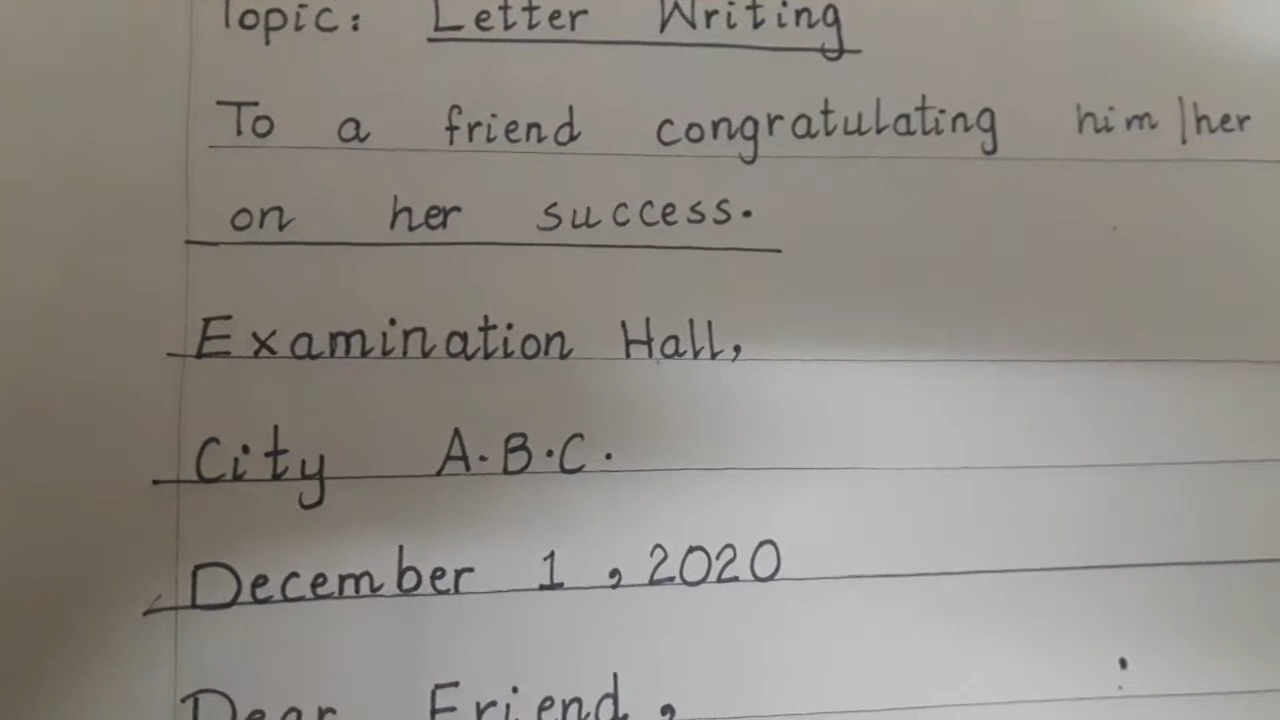 Topic: Letter Writing
To a friend congratulating him|her
on her success.
Examination Hall,
City A.B.C.
December 1, 2020
Dear Friend,